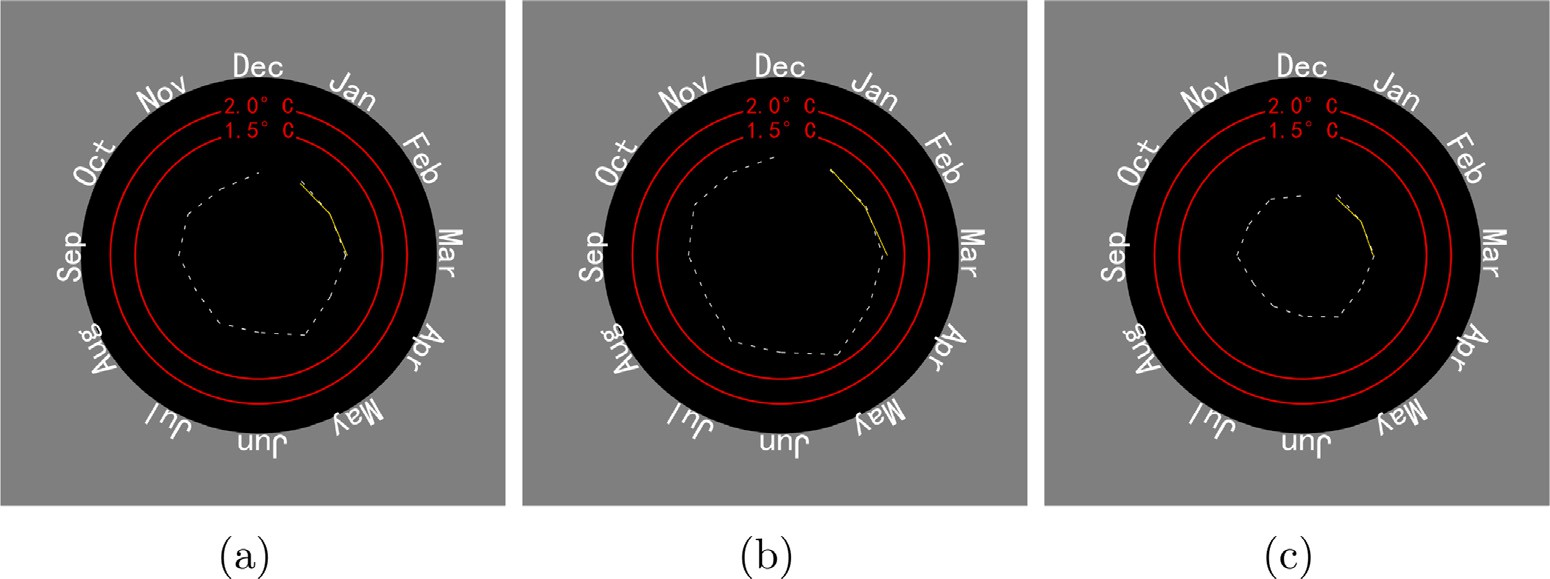 Dec
Jan
Feb
Mar
Apr
May
Jun
Jul
Aug
Sep
Oct
Nov
2.0° C
1.5° C
(a)
Dec
Jan
Feb
Mar
Apr
May
Jun
Jul
Aug
Sep
Oct
Nov
2.0° C
1.5° C
(b)
Dec
Jan
Feb
Mar
Apr
May
Jun
Jul
Aug
Sep
Oct
Nov
2.0° C
1.5° C
(c)